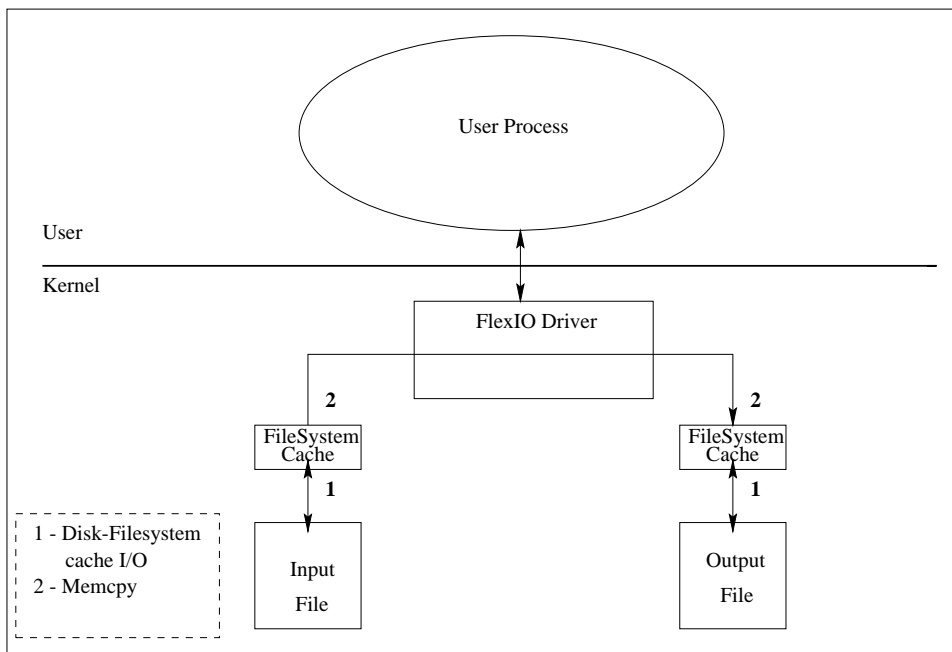 User Process
User
Kernel
FlexIO Driver
2
2
FileSystem
Cache
FileSystem
Cache
1
1
1 - Disk-Filesystem
cache I/O
2 - Memcpy
Input
File
Output
File